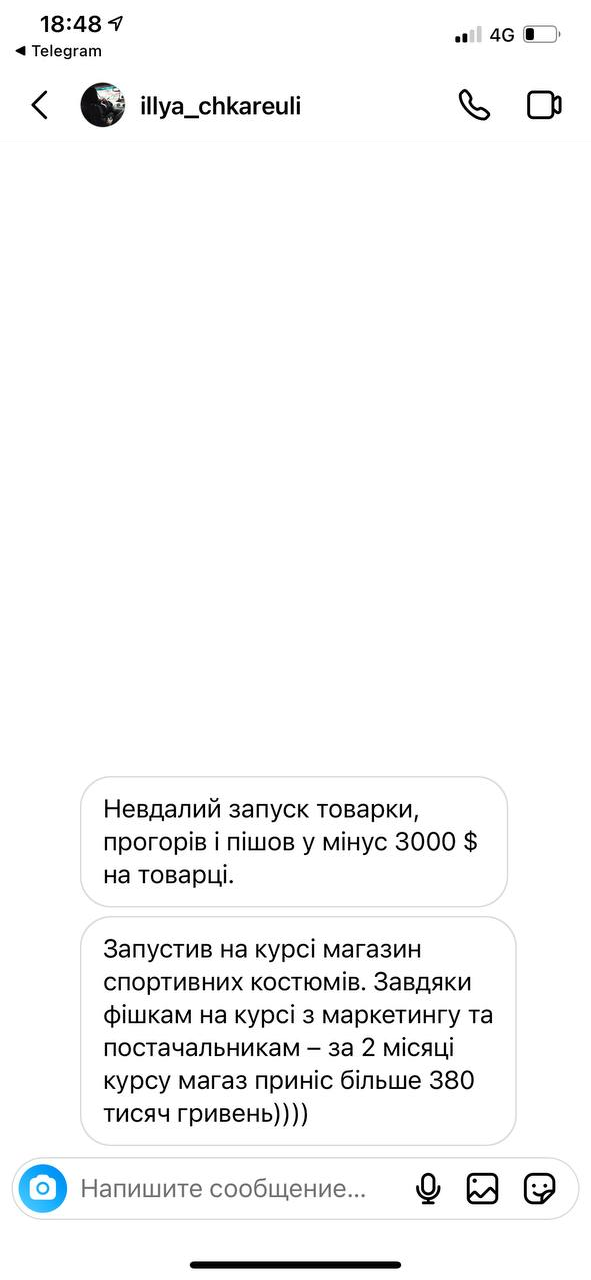 18:48
4G
Telegram
illya_chkareuli
Невдалий запуск товарки,
прогорів і пішов у мінус 3000 $
на товарці.
Запустив на курсі магазин
спортивних костюмів. Завдяки
фішкам на курсі з маркетингу та
постачальникам – за 2 місяці
курсу магаз приніс більше 380
тисяч гривень))))
Напишите сообщение...